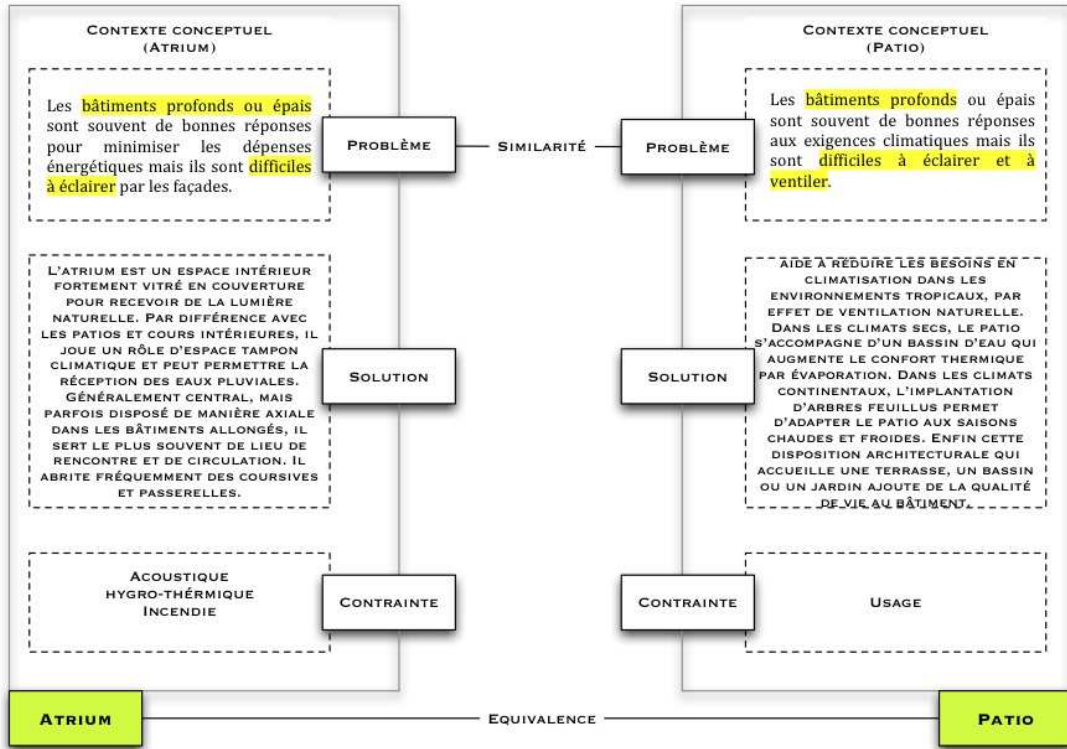 CONTEXTE CONCEPTUEL
(ATRIUM)
Les bâtiments profonds ou épais
sont souvent de bonnes réponses
pour minimiser les dépenses
énergétiques mais ils sont difficiles
à éclairer par les façades.
PROBLÈME
L'ATRIUM EST UN ESPACE INTÉRIEUR
FORTEMENT VITRÉ EN COUVERTURE
POUR RECEVOIR DE LA LUMIÈRE
NATURELLE. PAR DIFFÉRENCE AVEC
LES PATIOS ET COURS INTÉRIEURES, IL
JOUE UN RÔLE D'ESPACE TAMPON
CLIMATIQUE ET PEUT PERMETTRE LA
RÉCEPTION DES EAUX PLUVIALES.
GÉNÉRALEMENT CENTRAL, MAIS
PARFOIS DISPOSÉ DE MANIÈRE AXIALE
DANS LES BÂTIMENTS ALLONGÉS, IL
SERT LE PLUS SOUVENT DE LIEU DE
RENCONTRE ET DE CIRCULATION. IL
ABRITE FRÉQUEMMENT DES COURSIVES
ET PASSERELLES.
SOLUTION
ACOUSTIQUE
HYGRO-THÉRMIQUE
INCENDIE
CONTRAINTE
ATRIUM
SIMILARITÉ
EQUIVALENCE
CONTEXTE CONCEPTUEL
(PATIO)
Les bâtiments profonds ou épais
sont souvent de bonnes réponses
aux exigences climatiques mais ils
sont difficiles à éclairer et à
ventiler.
PROBLÈME
AIDE À RÉDUIRE LES BESOINS EN
CLIMATISATION DANS LES
ENVIRONNEMENTS TROPICAUX, PAR
EFFET DE VENTILATION NATURELLE.
DANS LES CLIMATS SECS, LE PATIO
S'ACCOMPAGNE D'UN BASSIN D'EAU QUI
AUGMENTE LE CONFORT THERMIQUE
PAR ÉVAPORATION. DANS LES CLIMATS
CONTINENTAUX, L'IMPLANTATION
D'ARBRES FEUILLUS PERMET
D'ADAPTER LE PATIO AUX SAISONS
CHAUDES ET FROIDES. ENFIN CETTE
DISPOSITION ARCHITECTURALE QUI
ACCUEILLE UNE TERRASSE, UN BASSIN
OU UN JARDIN AJOUTE DE LA QUALITÉ
DE VIE AU BÂTIMENT.
SOLUTION
USAGE
CONTRAINTE
PATIO